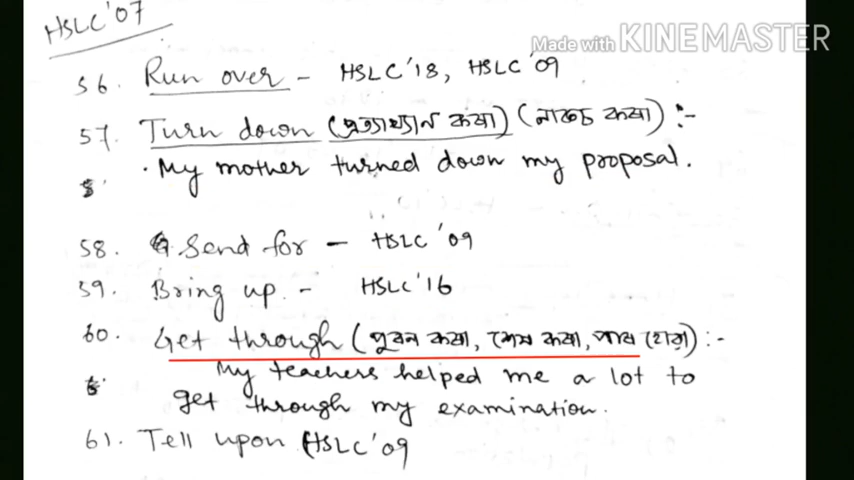 HSLC'07
Made with KINEMASTER
56. Run over - HSLC'18, HSLC'09
57. Turn down (প্ৰত্যাখ্যান কৰা) (নাকচ কৰা) :-
. My mother turned down my proposal.
58. Send for - HSLC'09
59. Bring up - HSLC'16
60. Get through (পুৰন কৰা, শেষ কৰা, পাৰ হোৱা) :-
My teachers helped me a lot to
get through my examination.
61. Tell upon HSLC'09